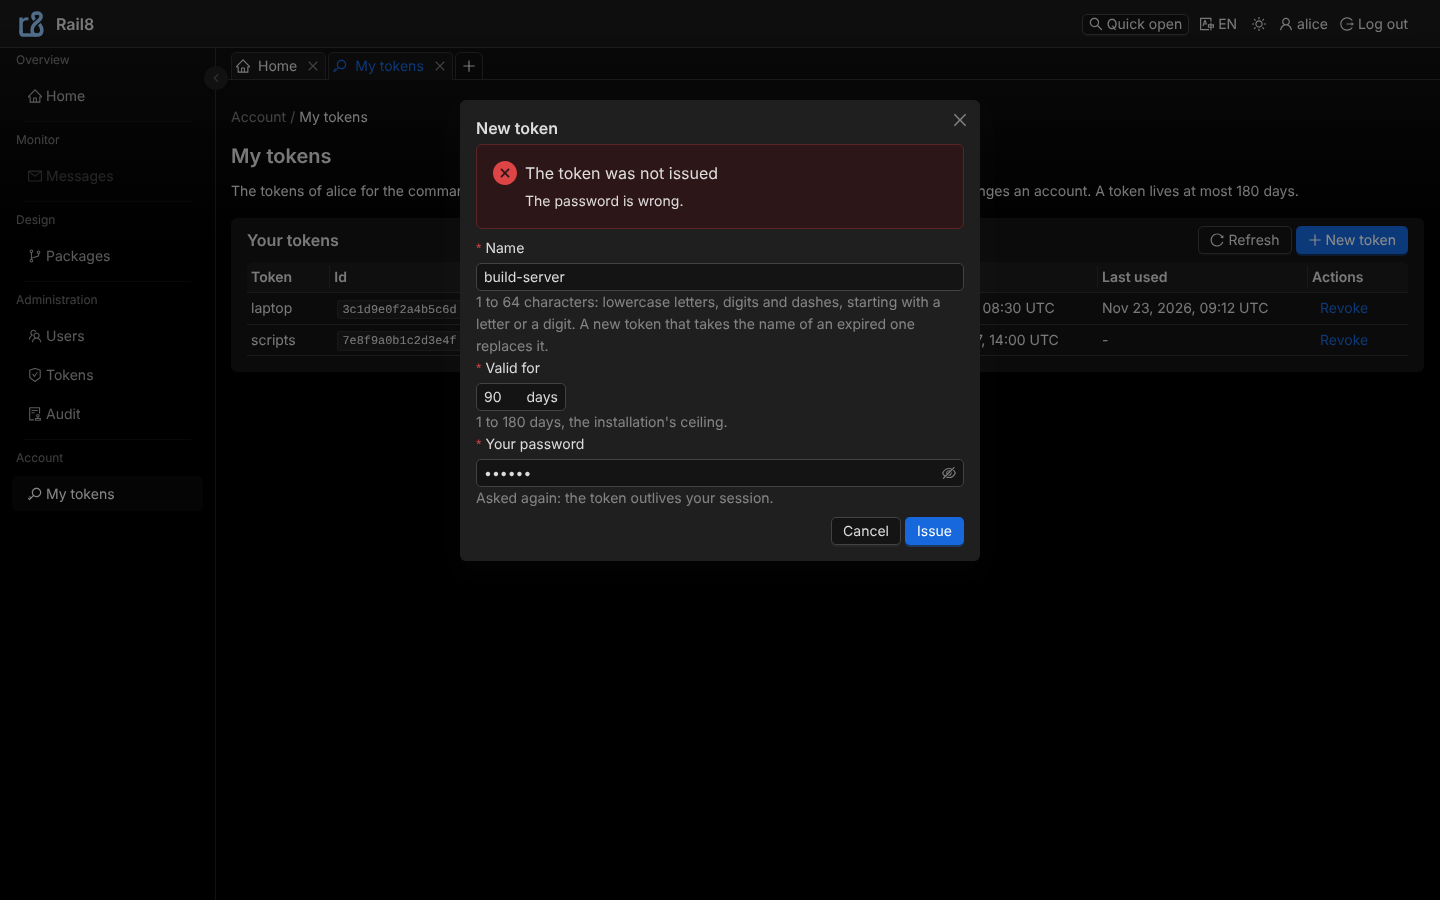 Rail8
Quick open
EN
alice
Log out
Overview
Home
Monitor
Messages
Design
Packages
Administration
Users
Tokens
Audit
Account
My tokens
Home
My tokens
Account / My tokens
My tokens
The tokens of alice for the
nges an account. A token lives at most 180 days.
Your tokens
Refresh
New token
Token Id Last used Actions
laptop 3c1d9e0f2a4b5c6d 08:30 UTC Nov 23, 2026, 09:12 UTC Revoke
scripts 7e8f9a0b1c2d3e4f , 14:00 UTC - Revoke
New token
The token was not issued
The password is wrong.
* Name
build-server
1 to 64 characters: lowercase letters, digits and dashes, starting with a
letter or a digit. A new token that takes the name of an expired one
replaces it.
* Valid for
90 days
1 to 180 days, the installation's ceiling.
* Your password
••••••
Asked again: the token outlives your session.
Cancel
Issue